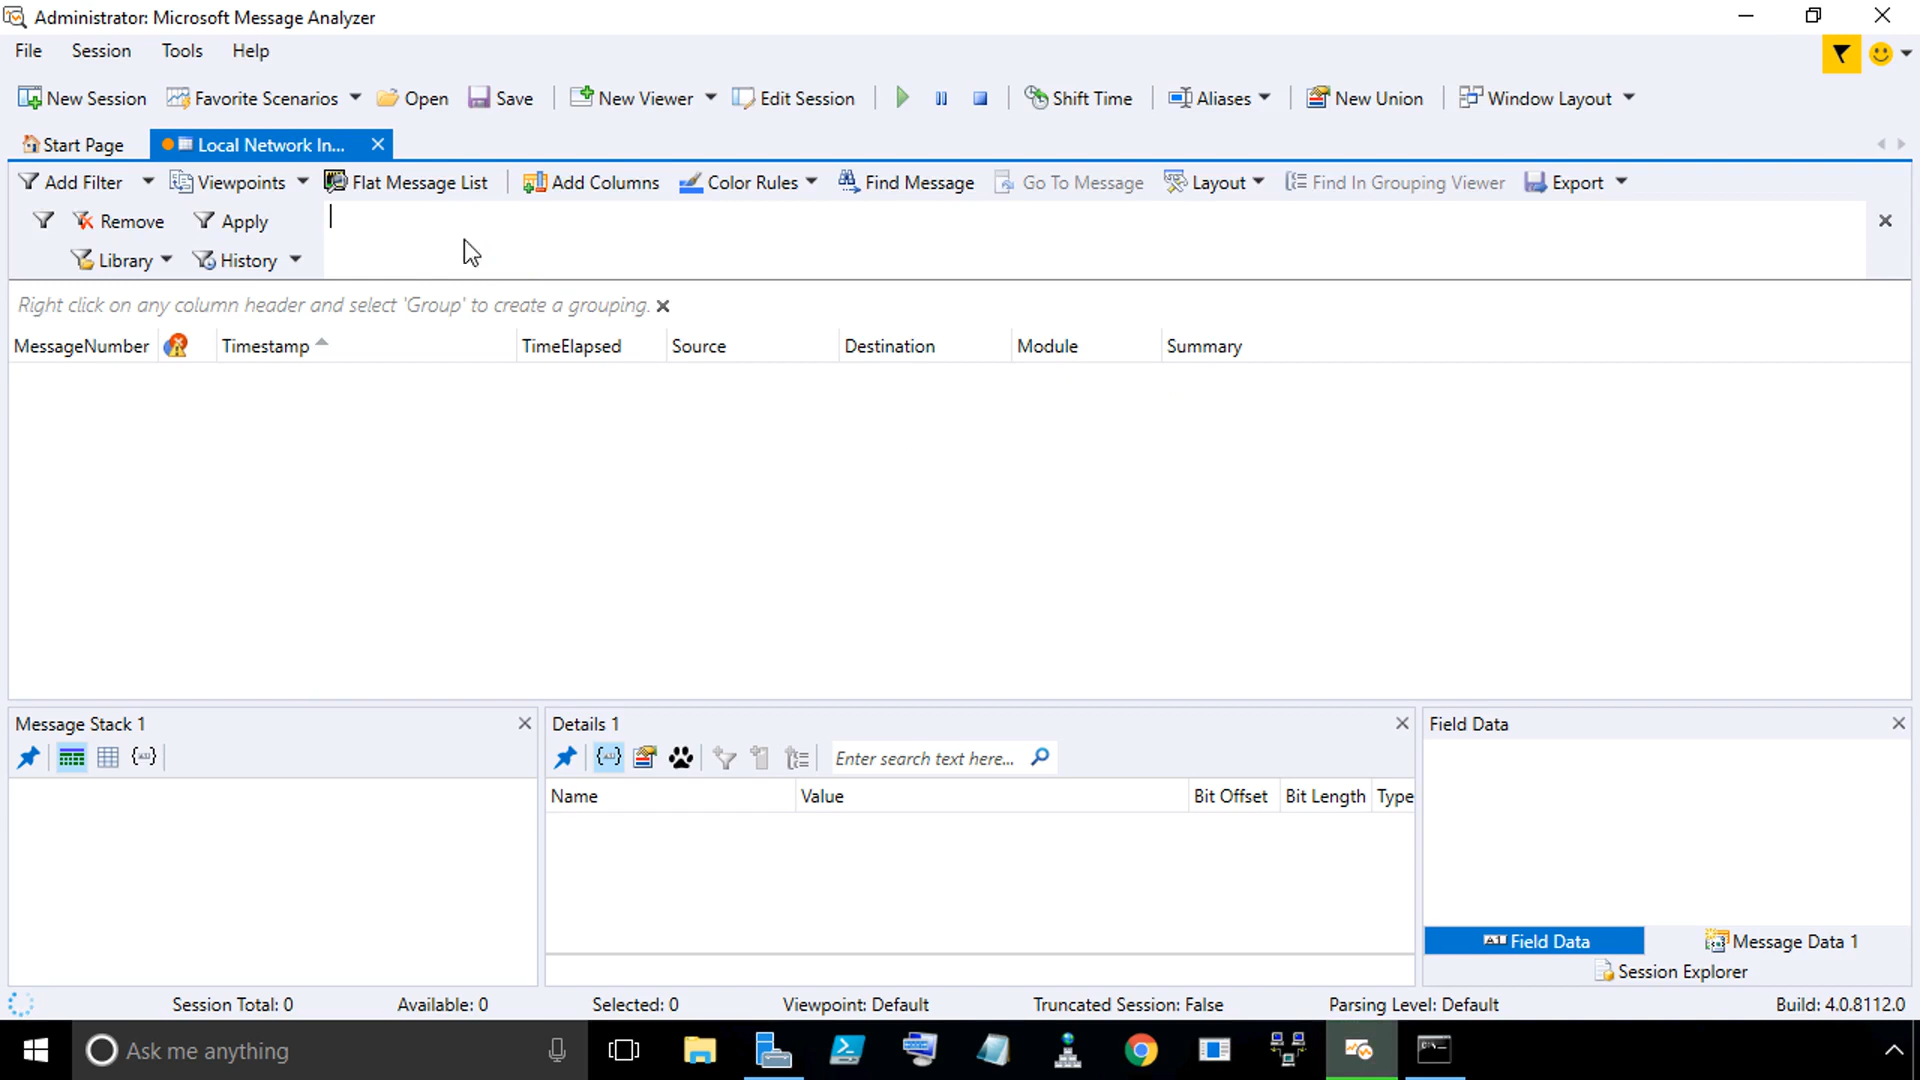 Administrator: Microsoft Message Analyzer
File Session Tools Help
New Session Favorite Scenarios Open Save New Viewer Edit Session Shift Time Aliases New Union Window Layout
Start Page Local Network In...
Add Filter Viewpoints Flat Message List Add Columns Color Rules Find Message Go To Message Layout Find In Grouping Viewer Export
Remove Apply
Library History
Right click on any column header and select 'Group' to create a grouping.
MessageNumber Timestamp TimeElapsed Source Destination Module Summary
Message Stack 1 Details 1 Field Data
Enter search text here...
Name Value Bit Offset Bit Length Type
Field Data Message Data 1
Session Explorer
Session Total: 0 Available: 0 Selected: 0 Viewpoint: Default Truncated Session: False Parsing Level: Default Build: 4.0.8112.0
Ask me anything